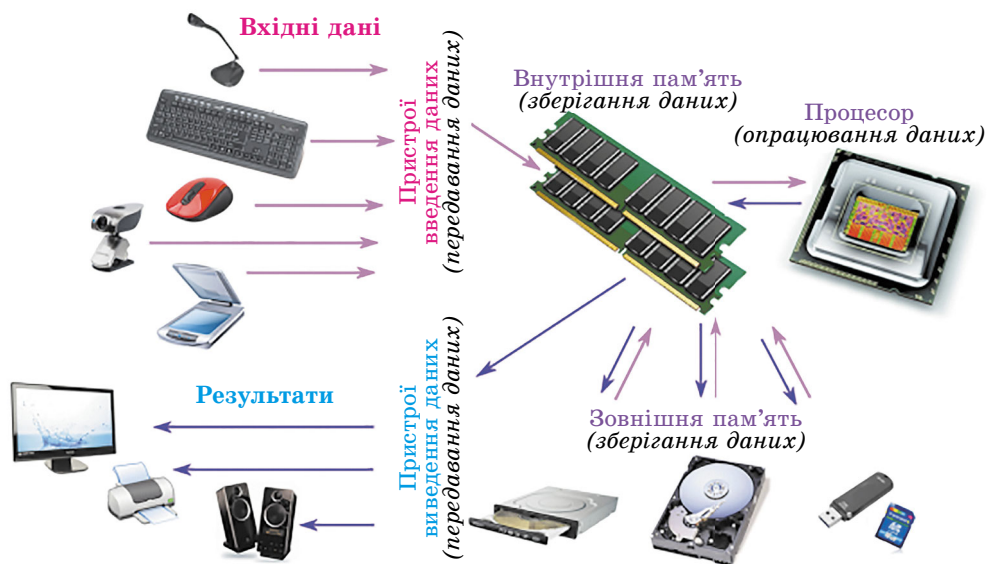 Вхідні дані
Пристрої
введення даних
(передавання даних)
Внутрішня пам’ять
(зберігання даних)
Процесор
(опрацювання даних)
Результати
Пристрої
виведення даних
(передавання даних)
Зовнішня пам’ять
(зберігання даних)